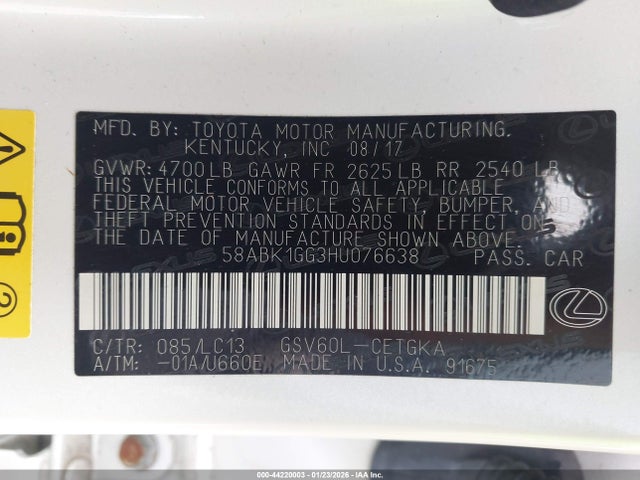 MFD. BY: TOYOTA MOTOR MANUFACTURING.
KENTUCKY, INC 08/17
GVWR: 4700LB GAWR FR 2625LB RR 2540 LB
THIS VEHICLE CONFORMS TO ALL APPLICABLE
FEDERAL MOTOR VEHICLE SAFETY, BUMPER, AND
THEFT PREVENTION STANDARDS IN EFFECT ON
THE DATE OF MANUFACTURE SHOWN ABOVE.
58ABK1GG3HU076638 PASS. CAR
C/TR: 085/LC13 GSV60L-CETGKA
A/TM: -01A/U660E MADE IN U.S.A. 91675
2
000-44220003 - 01/23/2026 - IAA Inc.